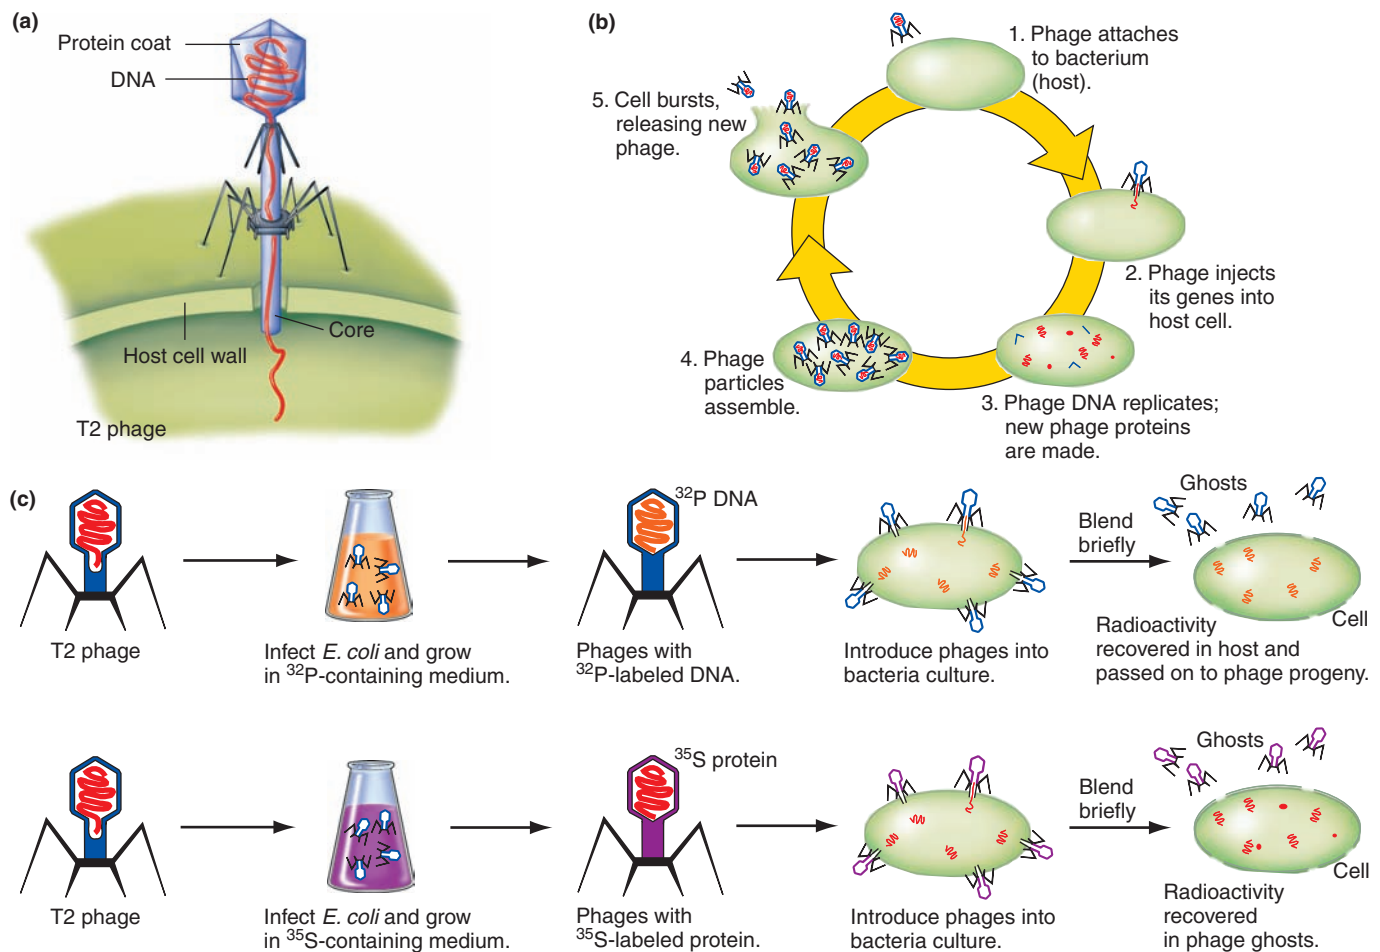 (a)
Protein coat
DNA
Core
Host cell wall
T2 phage
(b)
1. Phage attaches
to bacterium
(host).
2. Phage injects
its genes into
host cell.
3. Phage DNA replicates;
new phage proteins
are made.
4. Phage
particles
assemble.
5. Cell bursts,
releasing new
phage.
(c)
T2 phage
Infect E. coli and grow
in ³²P-containing medium.
³²P DNA
Phages with
³²P-labeled DNA.
Introduce phages into
bacteria culture.
Blend
briefly
Ghosts
Cell
Radioactivity
recovered in host and
passed on to phage progeny.
T2 phage
Infect E. coli and grow
in ³⁵S-containing medium.
³⁵S protein
Phages with
³⁵S-labeled protein.
Introduce phages into
bacteria culture.
Blend
briefly
Ghosts
Cell
Radioactivity
recovered
in phage ghosts.